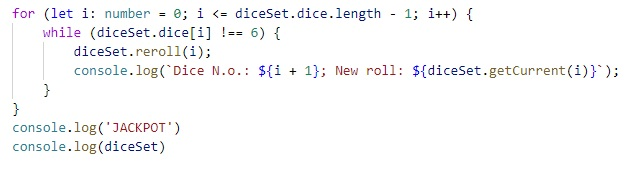 for (let i: number = 0; i <= diceSet.dice.length - 1; i++) {
    while (diceSet.dice[i] !== 6) {
        diceSet.reroll(i);
        console.log(`Dice N.o.: ${i + 1}; New roll: ${diceSet.getCurrent(i)}`);
    }
}
console.log('JACKPOT')
console.log(diceSet)